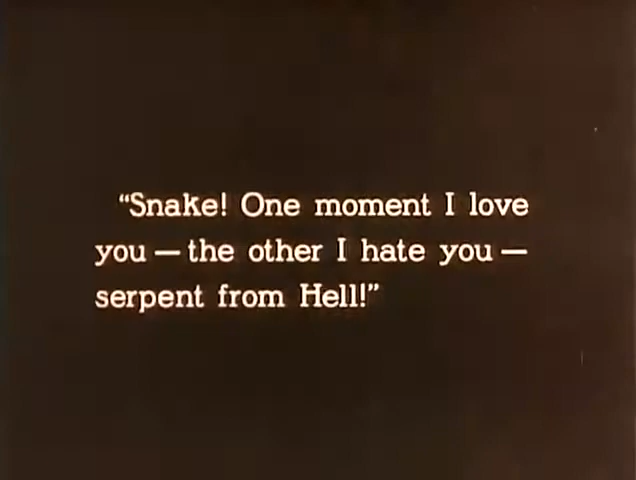 “Snake! One moment I love
you — the other I hate you —
serpent from Hell!”